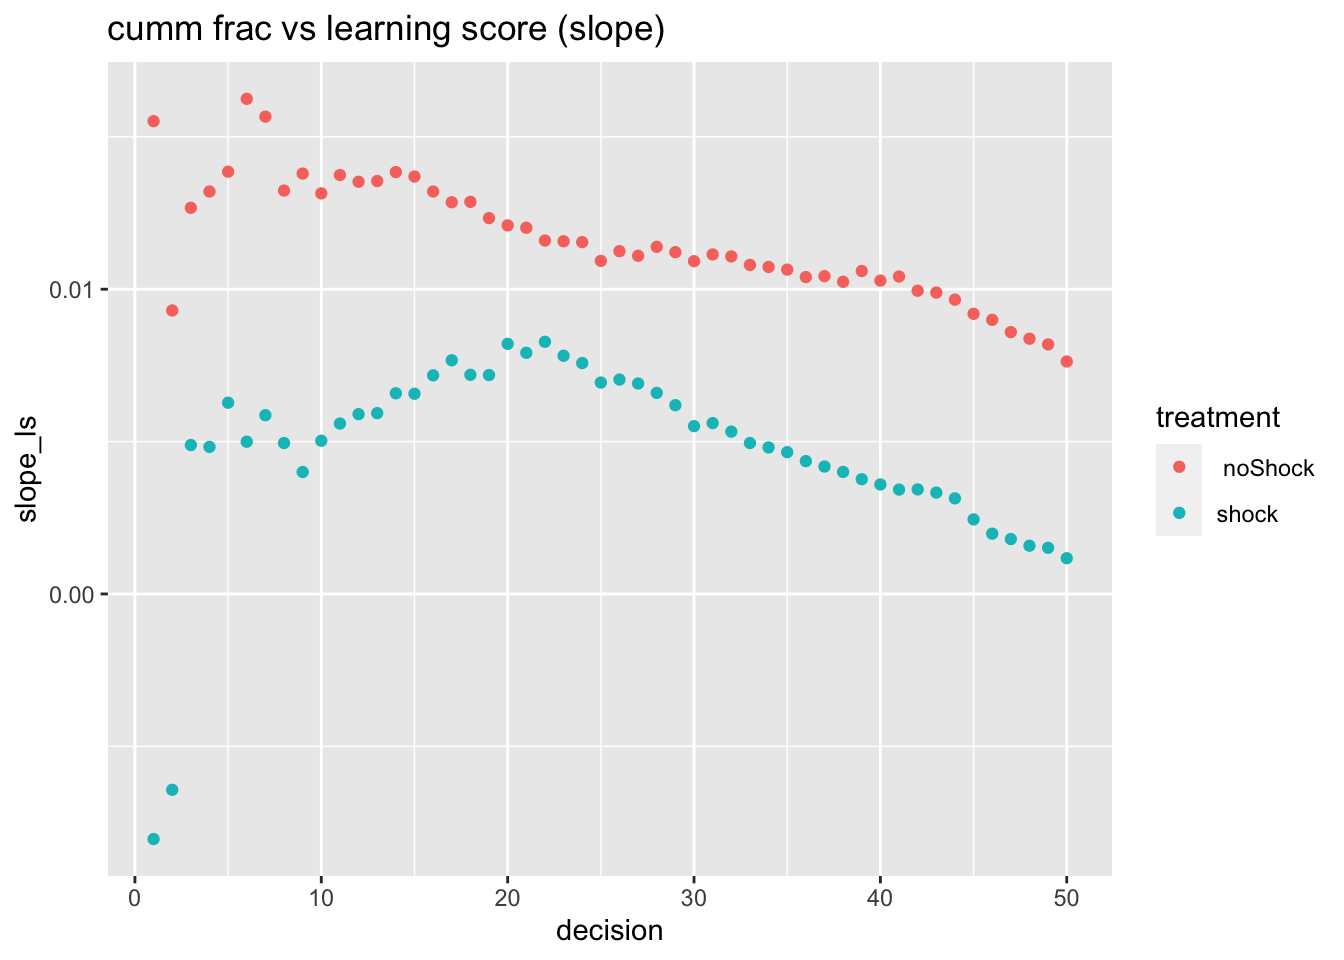 cumm frac vs learning score (slope)
0.01
0.00
slope_ls
0 10 20 30 40 50
decision
treatment
noShock
shock